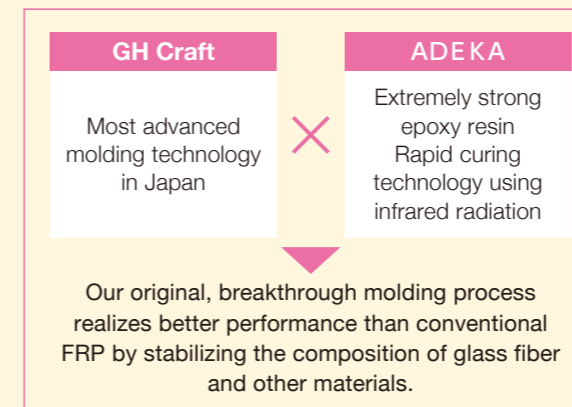 GH Craft
Most advanced
molding technology
in Japan
ADEKA
Extremely strong
epoxy resin
Rapid curing
technology using
infrared radiation
Our original, breakthrough molding process
realizes better performance than conventional
FRP by stabilizing the composition of glass fiber
and other materials.